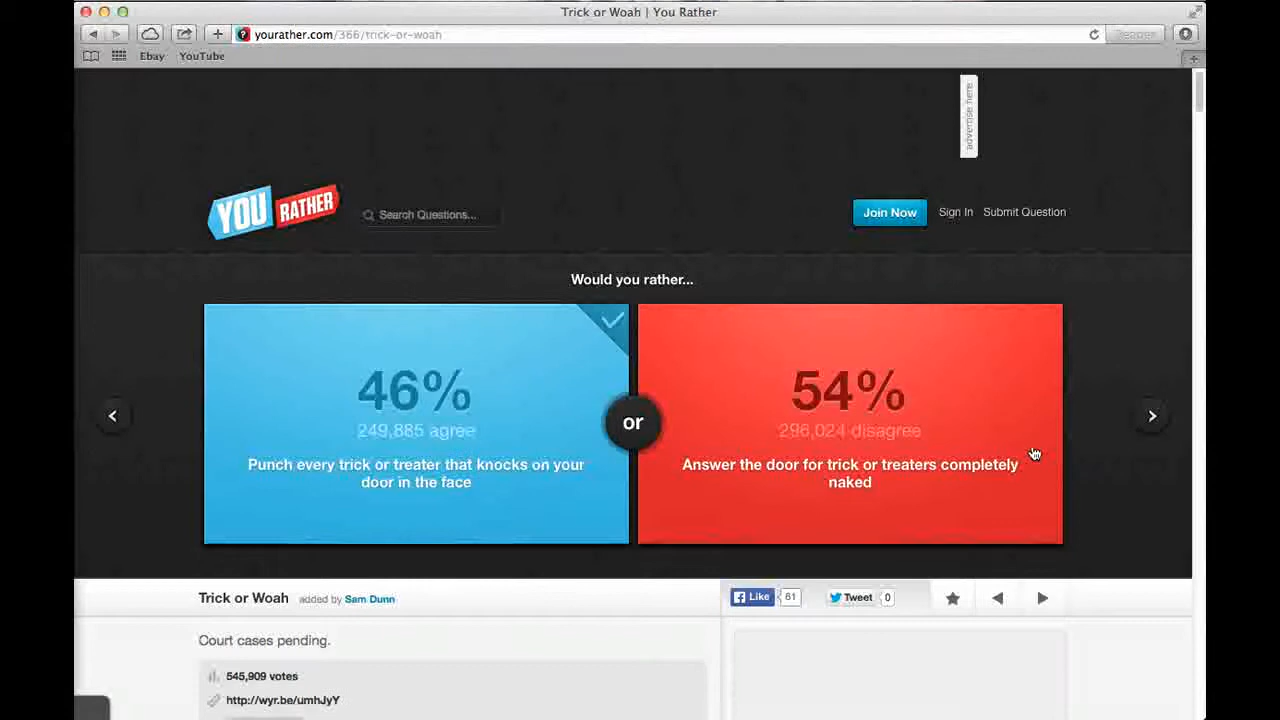 Trick or Woah | You Rather
yourather.com/366/trick-or-woah
Reader
Ebay
YouTube
advertise here
YOU RATHER
Search Questions...
Join Now
Sign In
Submit Question
Would you rather...
46%
249,885 agree
Punch every trick or treater that knocks on your
door in the face
or
54%
296,024 disagree
Answer the door for trick or treaters completely
naked
Trick or Woah added by Sam Dunn
Like 61
Tweet 0
Court cases pending.
545,909 votes
http://wyr.be/umhJyY